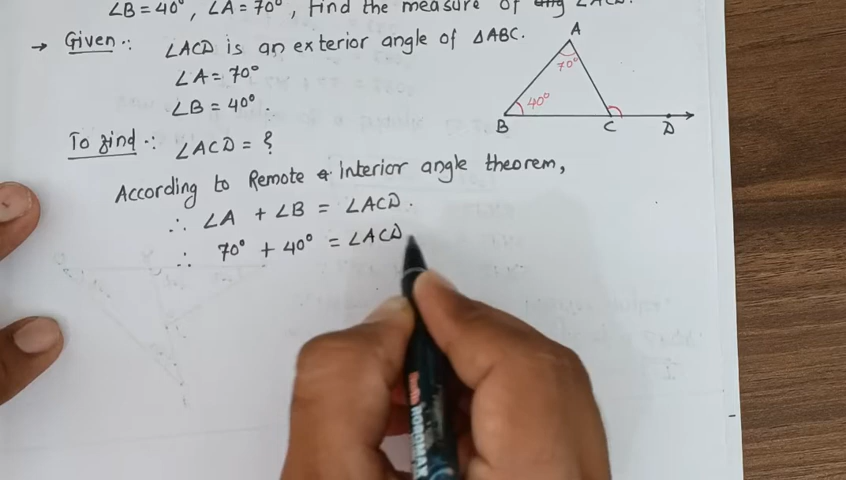 ∠B = 40°, ∠A = 70°, Find the measure of ∠ACD.
→ Given :. ∠ACD is an exterior angle of ΔABC.
∠A = 70°
∠B = 40°.
To find :. ∠ACD = ?
According to Remote Interior angle theorem,
∴ ∠A + ∠B = ∠ACD.
∴ 70° + 40° = ∠ACD
A
70°
40°
B C D